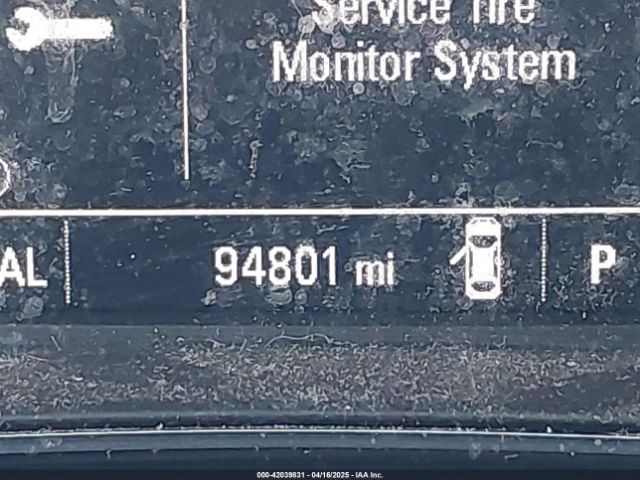 Service Tire
Monitor System
AL
94801 mi
P
000-42039831 - 04/16/2025 - IAA Inc.